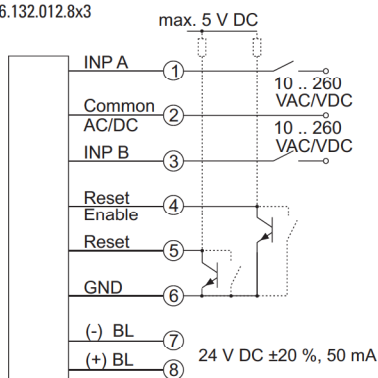 6.132.012.8x3
max. 5 V DC
INP A
1
10 .. 260
VAC/VDC
Common
AC/DC
2
10 .. 260
VAC/VDC
INP B
3
Reset
Enable
4
Reset
5
GND
6
(-) BL
7
24 V DC ±20 %, 50 mA
(+) BL
8